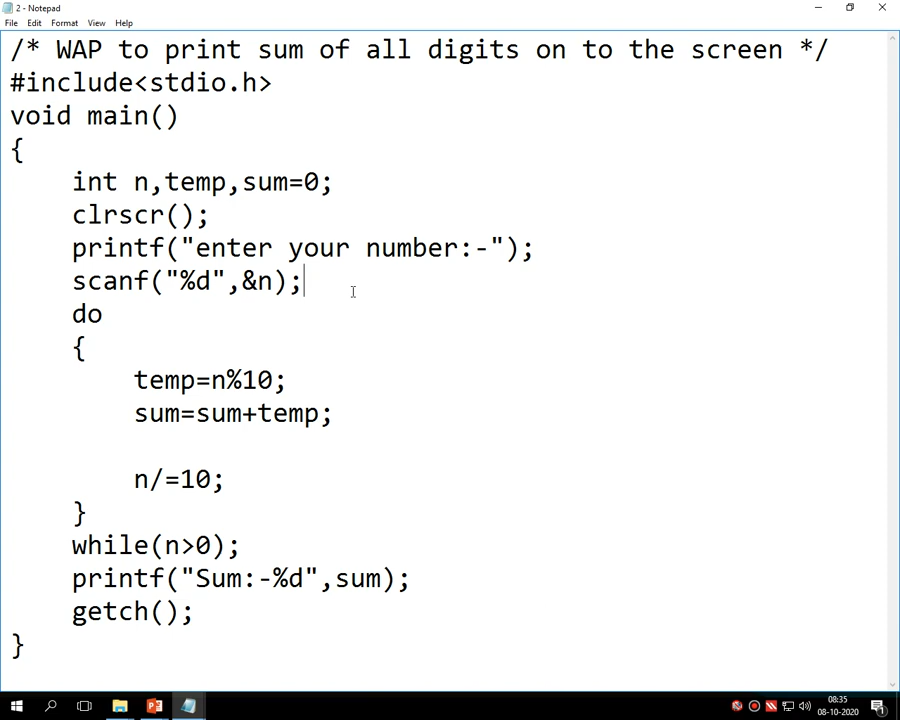 2 - Notepad
File Edit Format View Help
/* WAP to print sum of all digits on to the screen */
#include<stdio.h>
void main()
{
int n,temp,sum=0;
clrscr();
printf("enter your number:-");
scanf("%d",&n);
do
{
temp=n%10;
sum=sum+temp;
n/=10;
}
while(n>0);
printf("Sum:-%d",sum);
getch();
}
08:35
08-10-2020
1